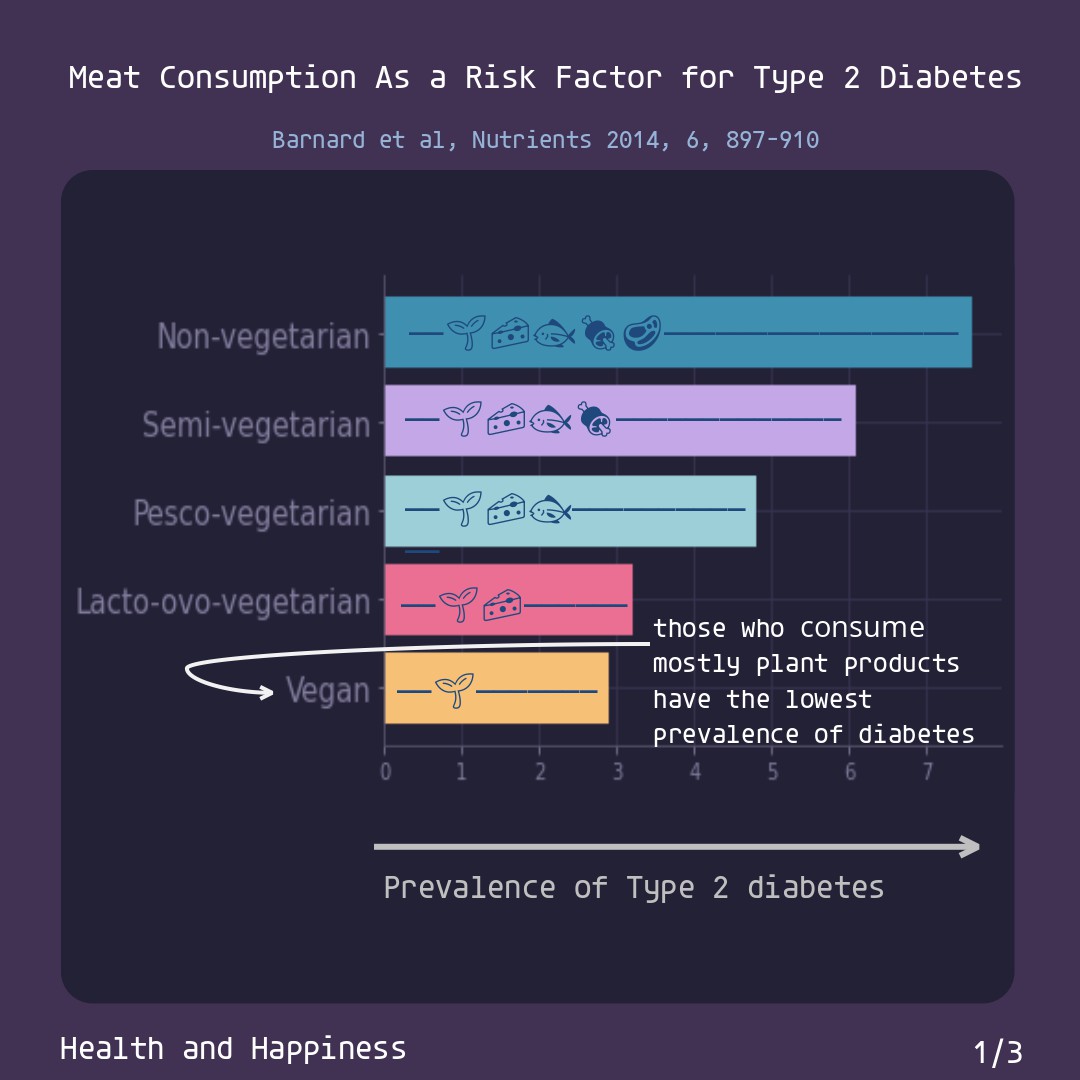 Meat Consumption As a Risk Factor for Type 2 Diabetes
Barnard et al, Nutrients 2014, 6, 897-910
Non-vegetarian
Semi-vegetarian
Pesco-vegetarian
Lacto-ovo-vegetarian
those who consume
mostly plant products
Vegan
have the lowest
prevalence of diabetes
0 1 2 3 4 5 6 7
Prevalence of Type 2 diabetes
Health and Happiness
1/3